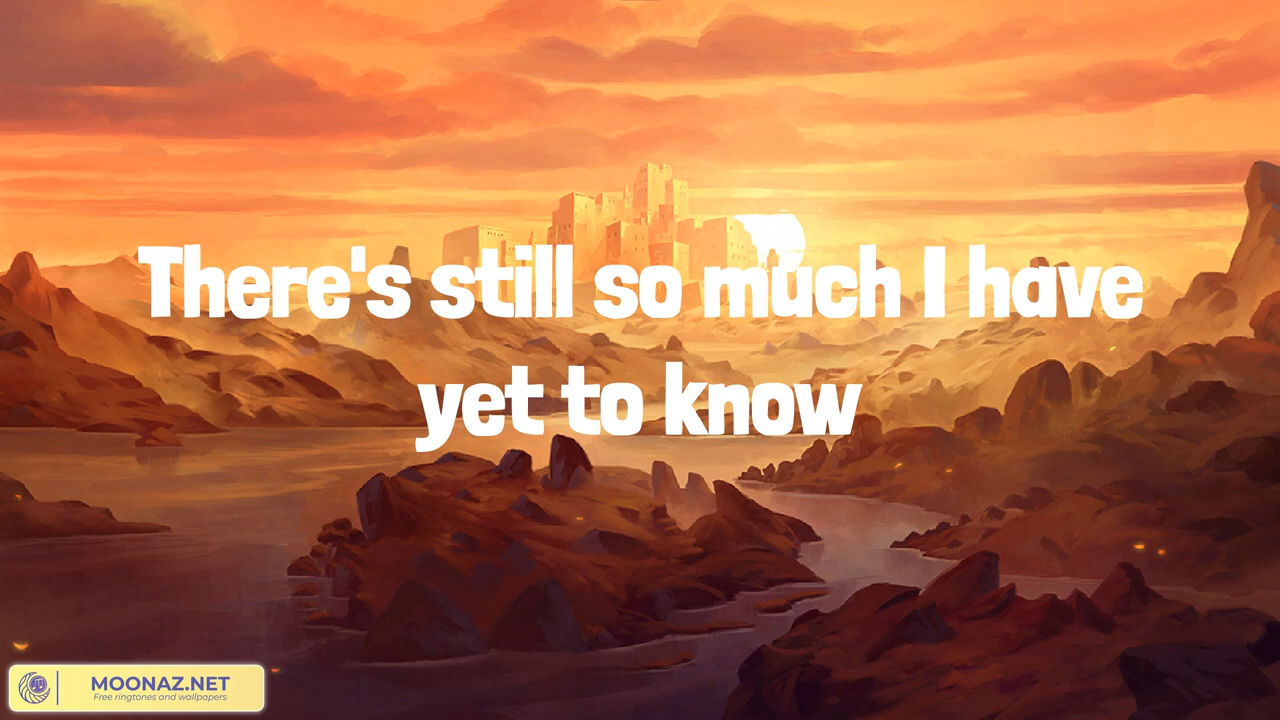 There's still so much I have
yet to know
MOONAZ.NET
Free ringtones and wallpapers